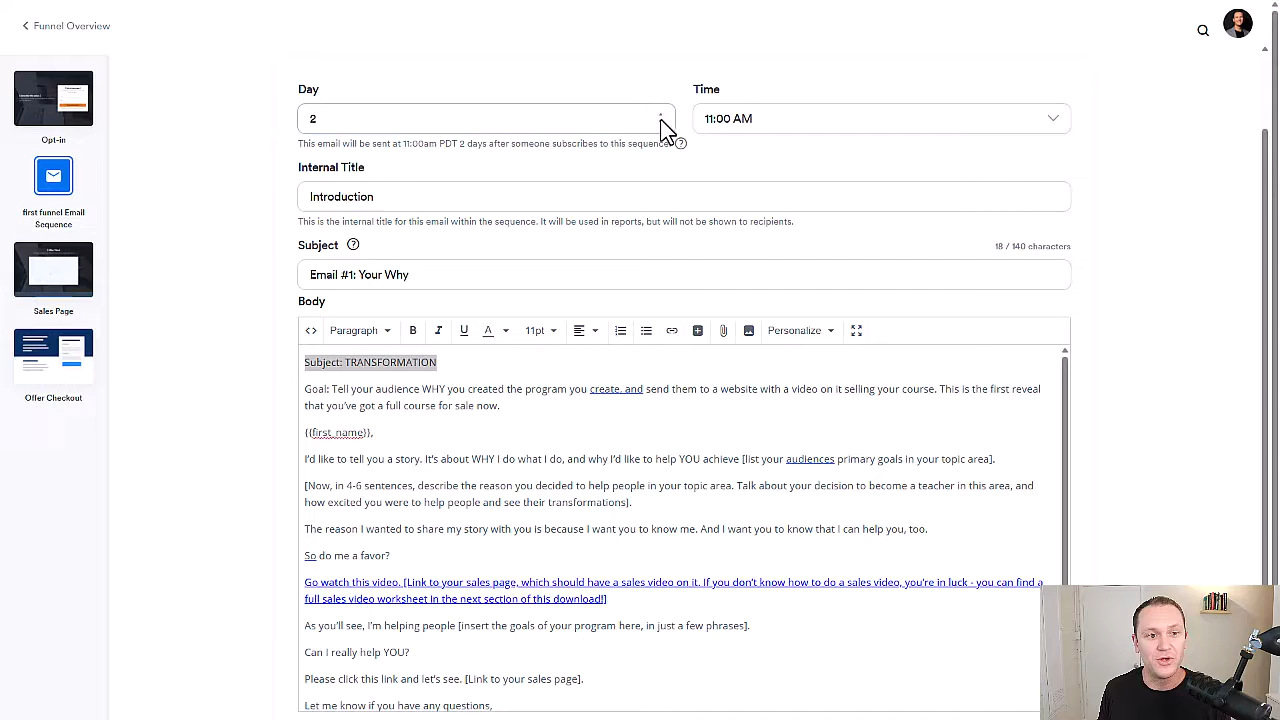 Funnel Overview
Opt-in
first funnel Email
Sequence
Sales Page
Offer Checkout
Day
Time
2
11:00 AM
This email will be sent at 11:00am PDT 2 days after someone subscribes to this sequence.
Internal Title
Introduction
This is the internal title for this email within the sequence. It will be used in reports, but will not be shown to recipients.
Subject
18 / 140 characters
Email #1: Your Why
Body
Paragraph B I U A 11pt Personalize
Subject: TRANSFORMATION
Goal: Tell your audience WHY you created the program you create, and send them to a website with a video on it selling your course. This is the first reveal
that you've got a full course for sale now.
{{first_name}},
I'd like to tell you a story. It's about WHY I do what I do, and why I'd like to help YOU achieve [list your audiences primary goals in your topic area].
[Now, in 4-6 sentences, describe the reason you decided to help people in your topic area. Talk about your decision to become a teacher in this area, and
how excited you were to help people and see their transformations].
The reason I wanted to share my story with you is because I want you to know me. And I want you to know that I can help you, too.
So do me a favor?
Go watch this video. [Link to your sales page, which should have a sales video on it. If you don't know how to do a sales video, you're in luck - you can find a
full sales video worksheet in the next section of this download!]
As you'll see, I'm helping people [insert the goals of your program here, in just a few phrases].
Can I really help YOU?
Please click this link and let's see. [Link to your sales page].
Let me know if you have any questions,